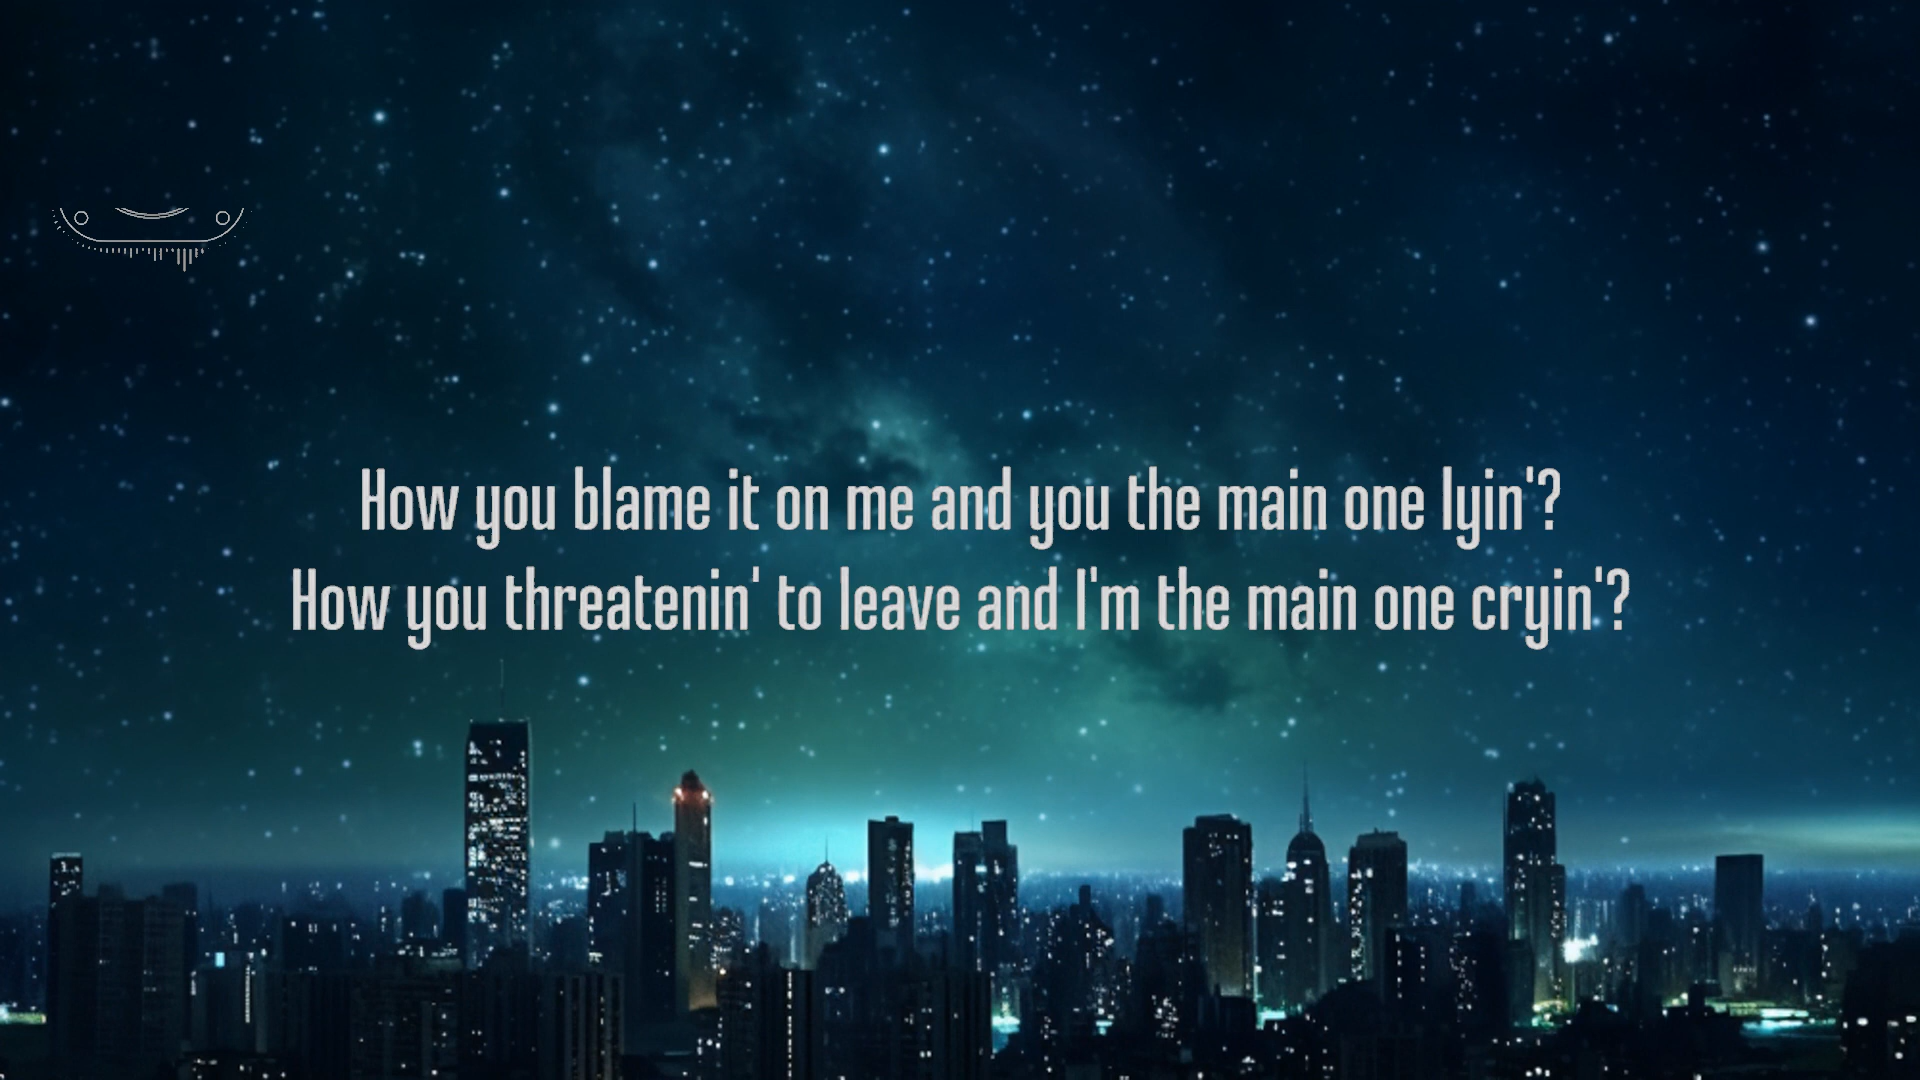 How you blame it on me and you the main one lyin'?
How you threatenin' to leave and I'm the main one cryin'?